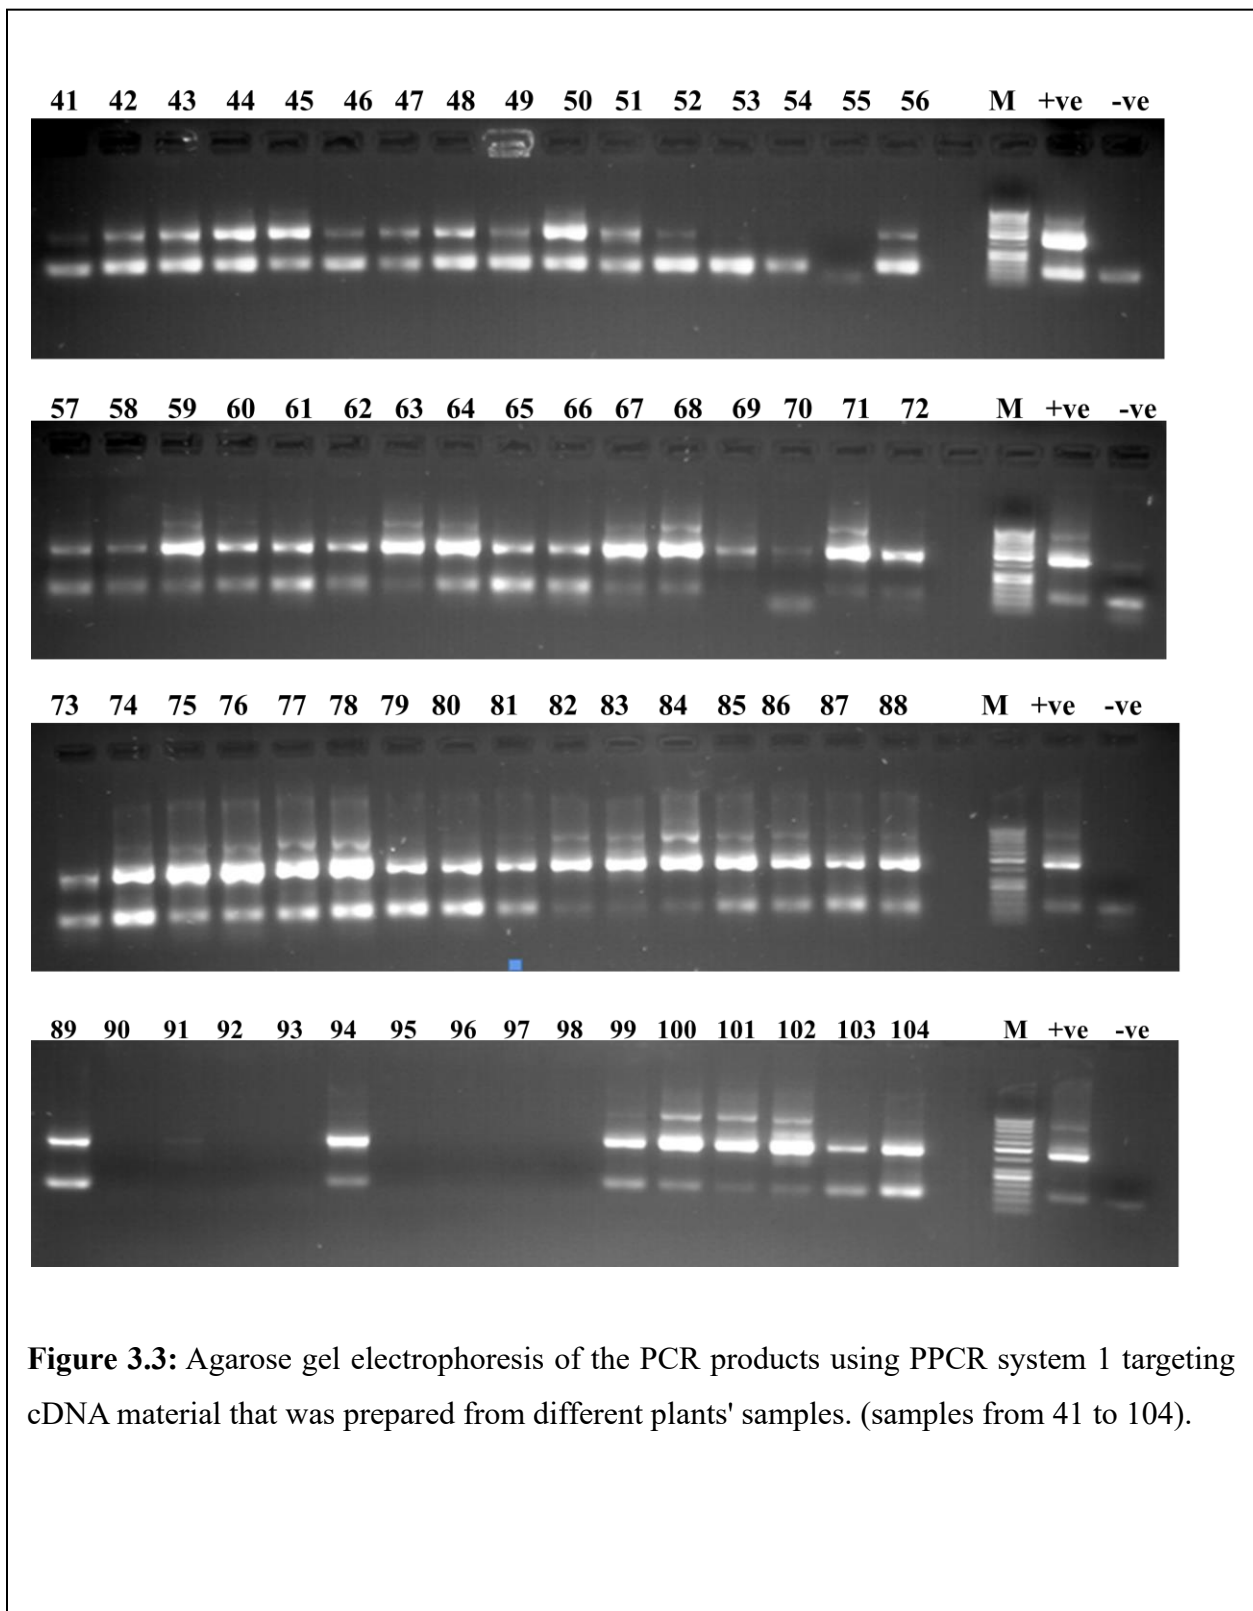 41 42 43 44 45 46 47 48 49 50 51 52 53 54 55 56 M +ve -ve
57 58 59 60 61 62 63 64 65 66 67 68 69 70 71 72 M +ve -ve
73 74 75 76 77 78 79 80 81 82 83 84 85 86 87 88 M +ve -ve
89 90 91 92 93 94 95 96 97 98 99 100 101 102 103 104 M +ve -ve
Figure 3.3: Agarose gel electrophoresis of the PCR products using PPCR system 1 targeting
cDNA material that was prepared from different plants' samples. (samples from 41 to 104).